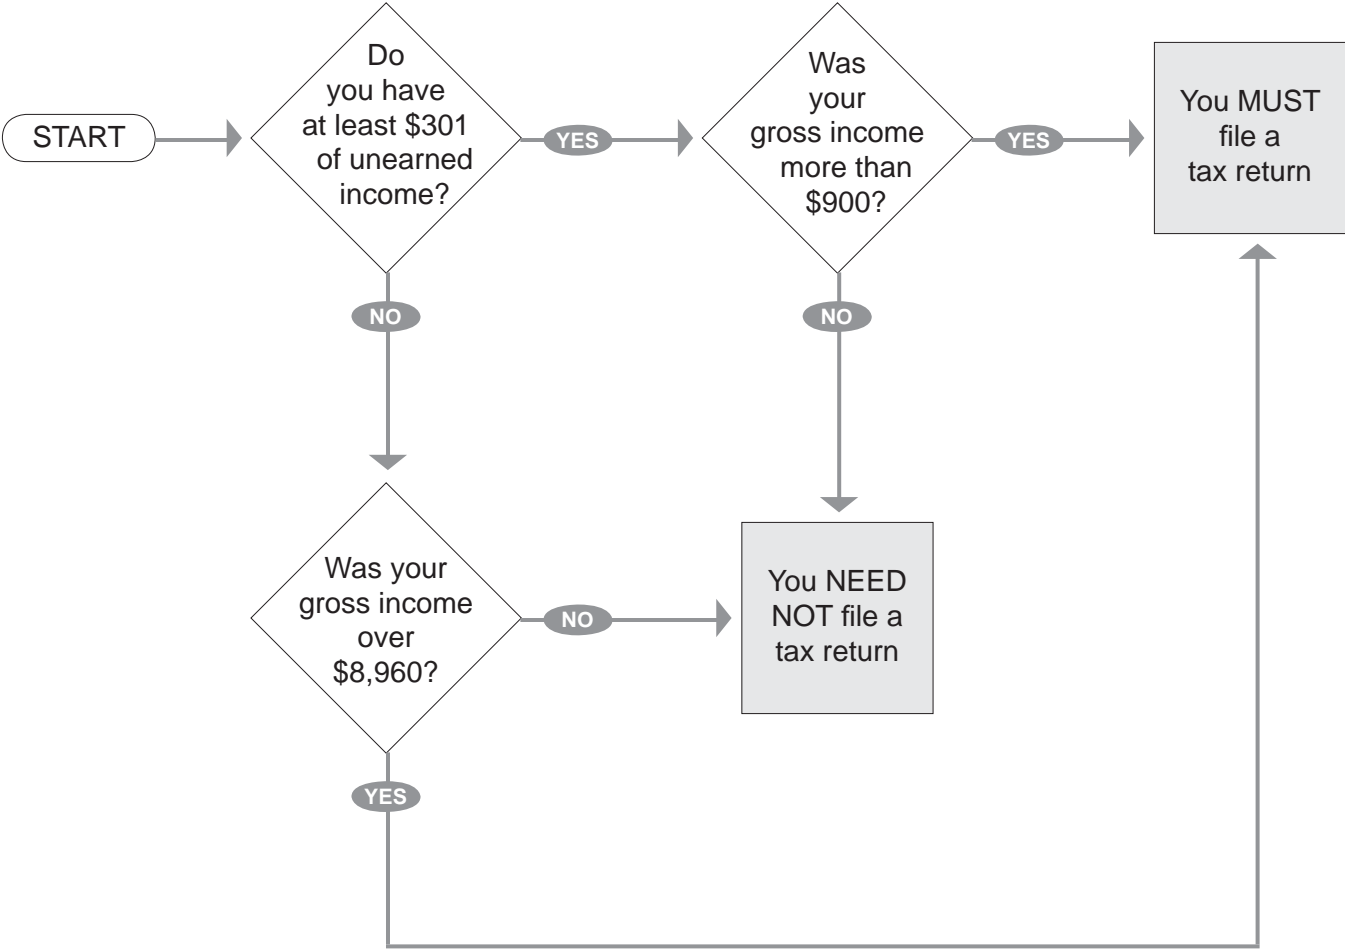 START
Do
you have
at least $301
of unearned
income?
YES
Was
your
gross income
more than
$900?
YES
You MUST
file a
tax return
NO
NO
Was your
gross income
over
$8,960?
NO
You NEED
NOT file a
tax return
YES